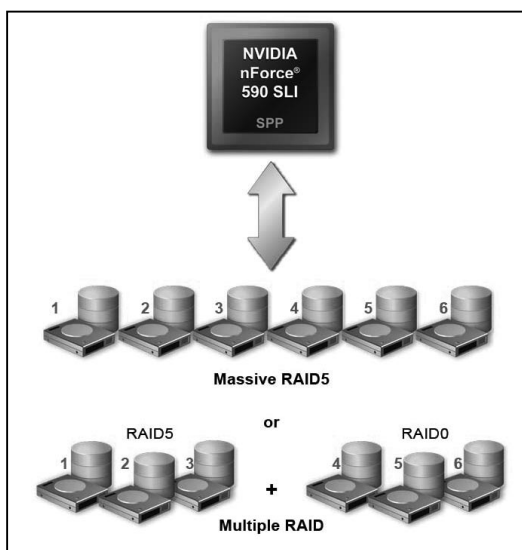 NVIDIA
nForce®
590 SLI
SPP
1 2 3 4 5 6
Massive RAID5
or
RAID5 RAID0
1 2 3 + 4 5 6
Multiple RAID